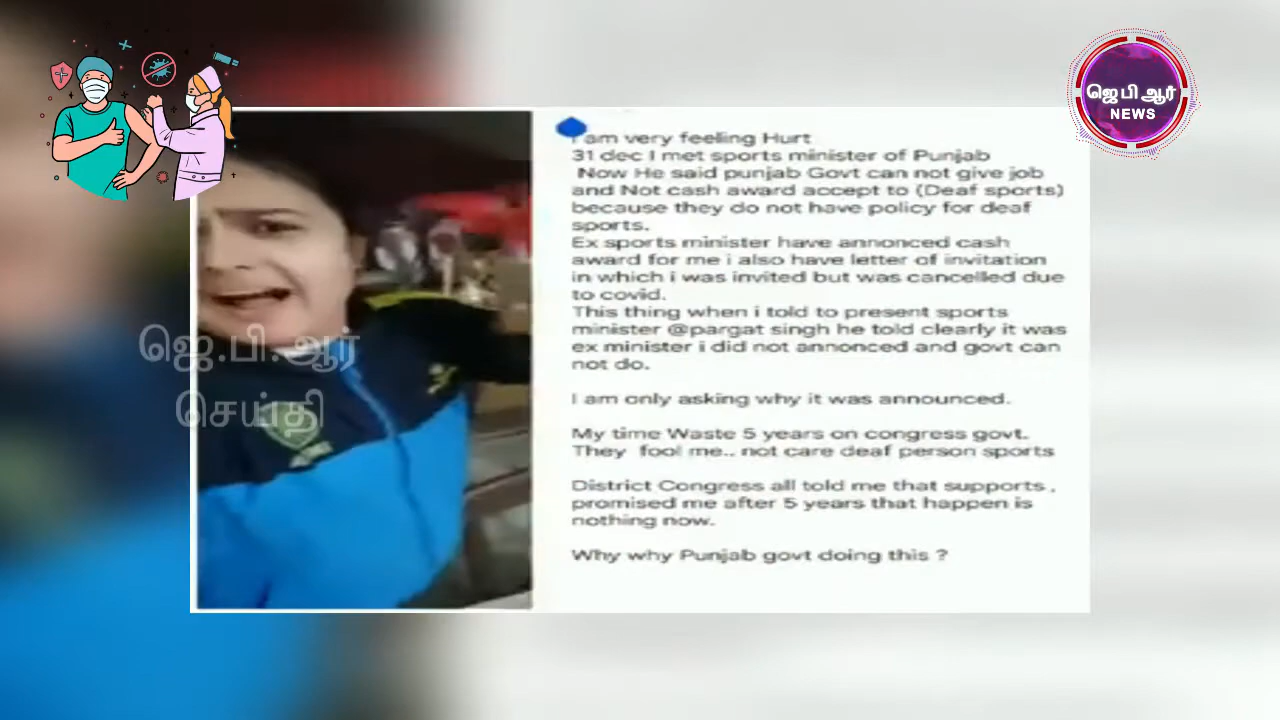 ஜெ பி ஆர்
NEWS
ஜெ.பி.ஆர்
செய்தி
I am very feeling Hurt
31 dec I met sports minister of Punjab
Now He said punjab Govt can not give job
and Not cash award accept to (Deaf sports)
because they do not have policy for deaf
sports.
Ex sports minister have annonced cash
award for me i also have letter of invitation
in which i was invited but was cancelled due
to covid.
This thing when i told to present sports
minister @pargat singh he told clearly it was
ex minister i did not annonced and govt can
not do.
I am only asking why it was announced.
My time Waste 5 years on congress govt.
They fool me.. not care deaf person sports
District Congress all told me that supports,
promised me after 5 years that happen is
nothing now.
Why why Punjab govt doing this ?